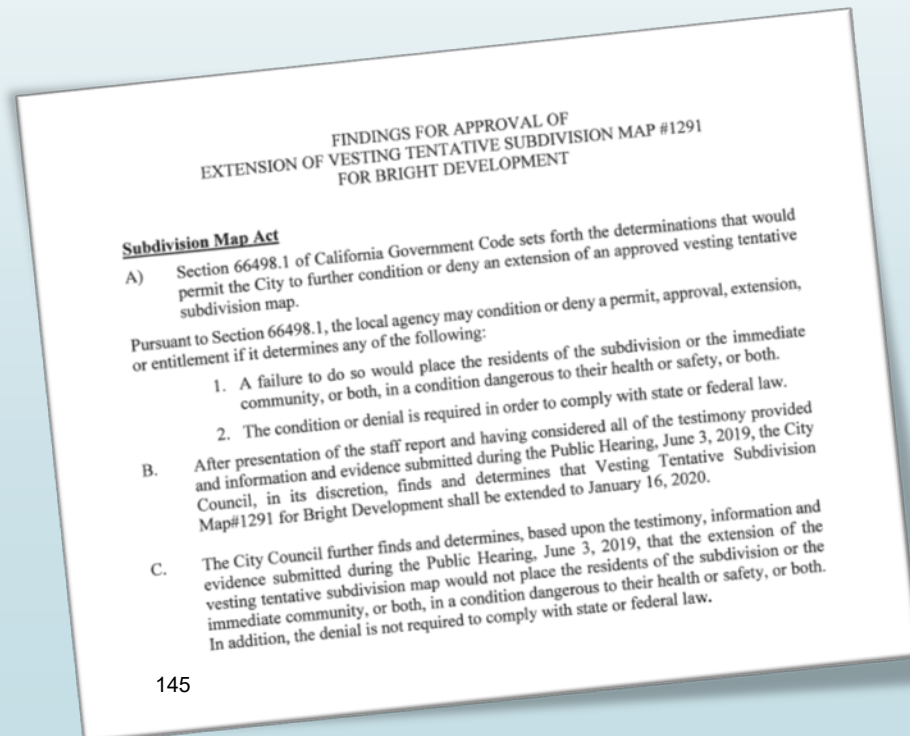 FINDINGS FOR APPROVAL OF
EXTENSION OF VESTING TENTATIVE SUBDIVISION MAP #1291
FOR BRIGHT DEVELOPMENT
Subdivision Map Act
A) Section 66498.1 of California Government Code sets forth the determinations that would
permit the City to further condition or deny an extension of an approved vesting tentative
subdivision map.
Pursuant to Section 66498.1, the local agency may condition or deny a permit, approval, extension,
or entitlement if it determines any of the following:
1. A failure to do so would place the residents of the subdivision or the immediate
community, or both, in a condition dangerous to their health or safety, or both.
2. The condition or denial is required in order to comply with state or federal law.
B. After presentation of the staff report and having considered all of the testimony provided
and information and evidence submitted during the Public Hearing, June 3, 2019, the City
Council, in its discretion, finds and determines that Vesting Tentative Subdivision
Map#1291 for Bright Development shall be extended to January 16, 2020.
C. The City Council further finds and determines, based upon the testimony, information and
evidence submitted during the Public Hearing, June 3, 2019, that the extension of the
vesting tentative subdivision map would not place the residents of the subdivision or the
immediate community, or both, in a condition dangerous to their health or safety, or both.
In addition, the denial is not required to comply with state or federal law.
145